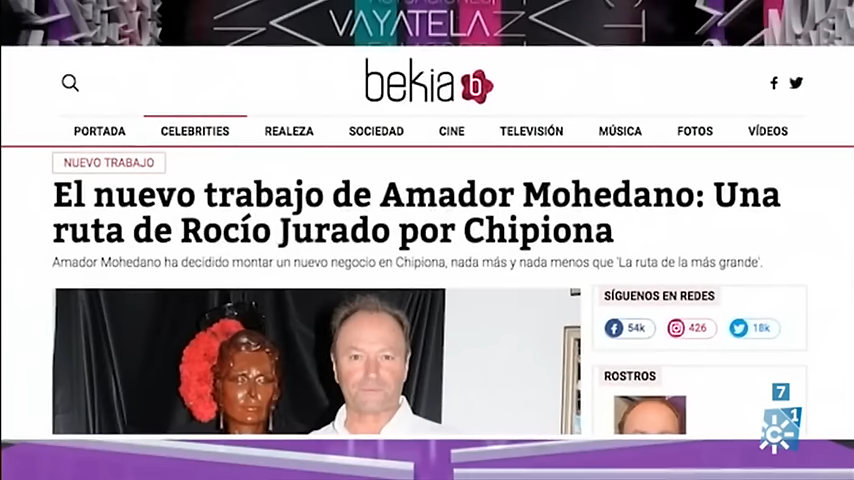 VAYATELA
bekia b
PORTADA CELEBRITIES REALEZA SOCIEDAD CINE TELEVISIÓN MÚSICA FOTOS VÍDEOS
NUEVO TRABAJO
El nuevo trabajo de Amador Mohedano: Una
ruta de Rocío Jurado por Chipiona
Amador Mohedano ha decidido montar un nuevo negocio en Chipiona, nada más y nada menos que 'La ruta de la más grande'.
SÍGUENOS EN REDES
54k 426 18k
ROSTROS
7
1